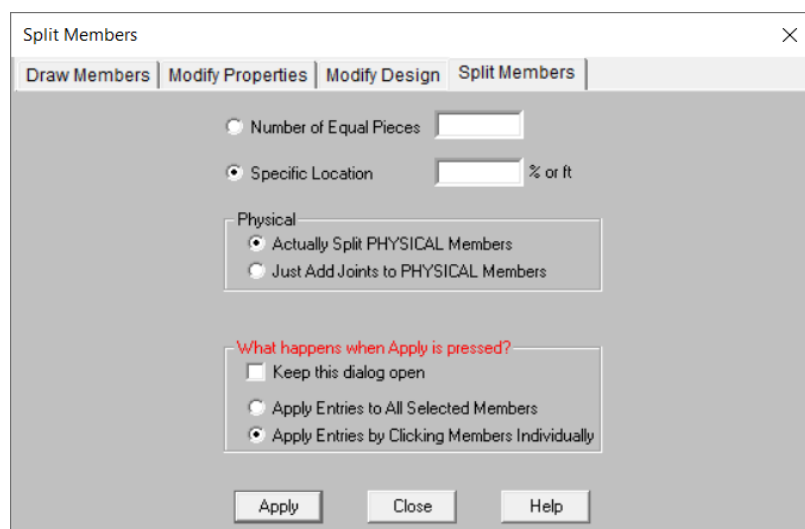 Split Members
Draw Members Modify Properties Modify Design Split Members
Number of Equal Pieces
Specific Location % or ft
Physical
Actually Split PHYSICAL Members
Just Add Joints to PHYSICAL Members
What happens when Apply is pressed?
Keep this dialog open
Apply Entries to All Selected Members
Apply Entries by Clicking Members Individually
Apply Close Help